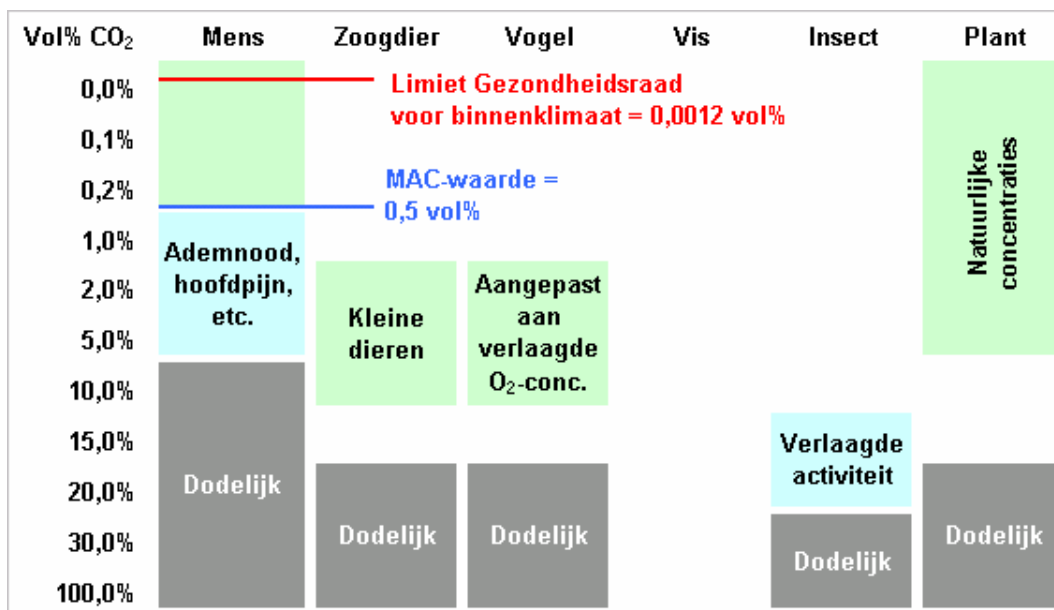 Vol% CO₂ Mens Zoogdier Vogel Vis Insect Plant
0,0%
0,1%
0,2%
1,0%
2,0%
5,0%
10,0%
15,0%
20,0%
30,0%
100,0%
Limiet Gezondheidsraad
voor binnenklimaat = 0,0012 vol%
MAC-waarde =
0,5 vol%
Ademnood,
hoofdpijn,
etc.
Dodelijk
Kleine
dieren
Dodelijk
Aangepast
aan
verlaagde
O₂-conc.
Dodelijk
Verlaagde
activiteit
Dodelijk
Natuurlijke
concentraties
Dodelijk